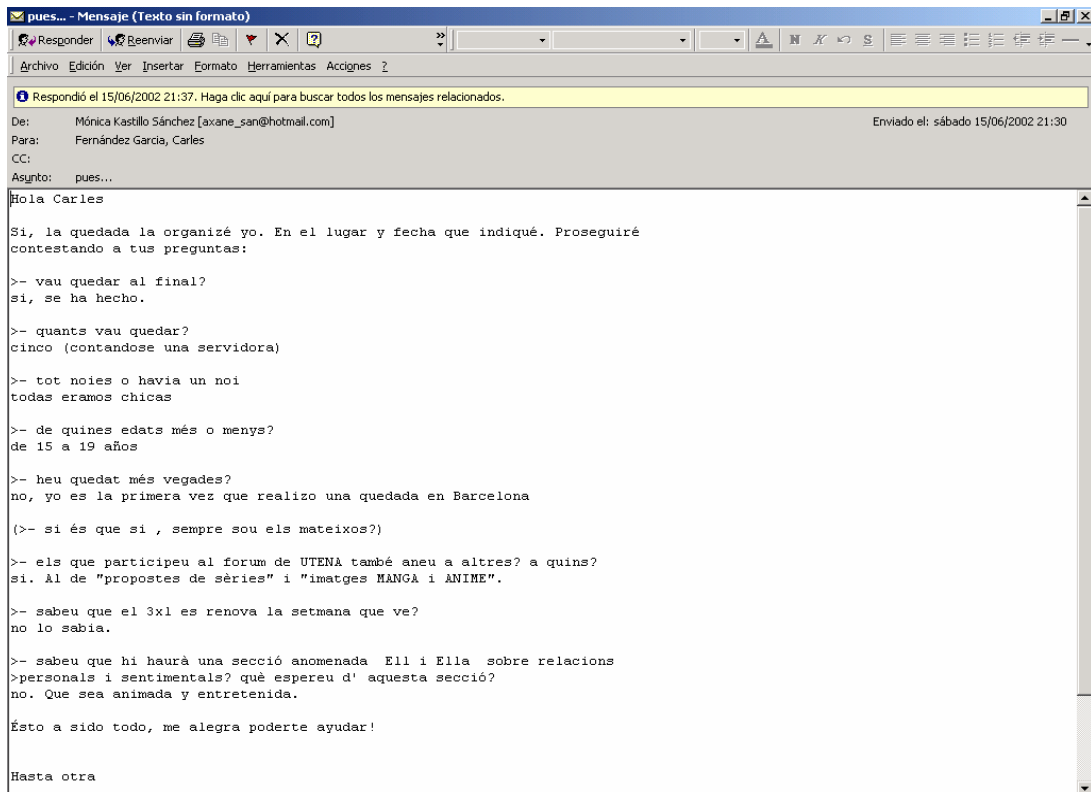 pues... - Mensaje (Texto sin formato)
Responder Reenviar
A N K S
Archivo Edición Ver Insertar Formato Herramientas Acciones ?
Respondió el 15/06/2002 21:37. Haga clic aquí para buscar todos los mensajes relacionados.
De: Mónica Kastillo Sánchez [axane_san@hotmail.com] Enviado el: sábado 15/06/2002 21:30
Para: Fernández Garcia, Carles
CC:
Asunto: pues...
Hola Carles
Si, la quedada la organizé yo. En el lugar y fecha que indiqué. Proseguiré
contestando a tus preguntas:
>- vau quedar al final?
si, se ha hecho.
>- quants vau quedar?
cinco (contandose una servidora)
>- tot noies o havia un noi
todas eramos chicas
>- de quines edats més o menys?
de 15 a 19 años
>- heu quedat més vegades?
no, yo es la primera vez que realizo una quedada en Barcelona
(>- si és que si , sempre sou els mateixos?)
>- els que participeu al forum de UTENA també aneu a altres? a quins?
si. Al de "propostes de sèries" i "imatges MANGA i ANIME".
>- sabeu que el 3xl es renova la setmana que ve?
no lo sabia.
>- sabeu que hi haurà una secció anomenada  Ell i Ella  sobre relacions
>personals i sentimentals? què espereu d' aquesta secció?
no. Que sea animada y entretenida.
Ésto a sido todo, me alegra poderte ayudar!
Hasta otra